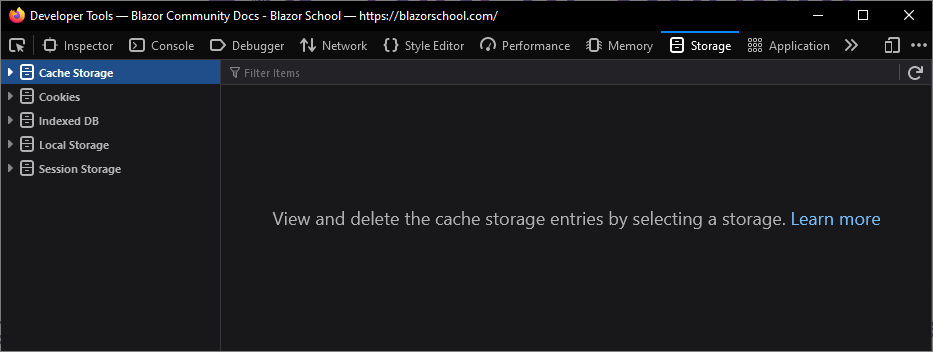 Developer Tools — Blazor Community Docs - Blazor School — https://blazorschool.com/
Inspector Console Debugger Network Style Editor Performance Memory Storage Application
Cache Storage
Filter Items
Cookies
Indexed DB
Local Storage
Session Storage
View and delete the cache storage entries by selecting a storage. Learn more